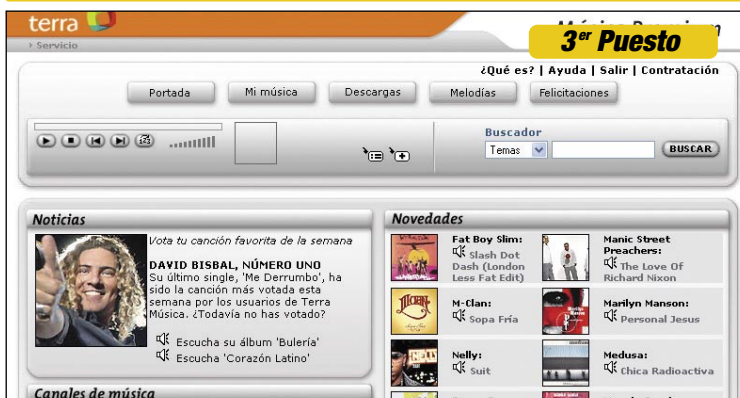 terra
3er Puesto
› Servicio
¿Qué es? | Ayuda | Salir | Contratación
Portada
Mi música
Descargas
Melodías
Felicitaciones
Buscador
Temas
BUSCAR
Noticias
Vota tu canción favorita de la semana
DAVID BISBAL, NÚMERO UNO
Su último single, 'Me Derrumbo', ha
sido la canción más votada esta
semana por los usuarios de Terra
Música. ¿Todavía no has votado?
Escucha su álbum 'Bulería'
Escucha 'Corazón Latino'
Canales de música
Novedades
Fat Boy Slim:
Slash Dot
Dash (London
Less Fat Edit)
Manic Street
Preachers:
The Love Of
Richard Nixon
M-Clan:
Sopa Fría
Marilyn Manson:
Personal Jesus
Nelly:
Suit
Medusa:
Chica Radioactiva